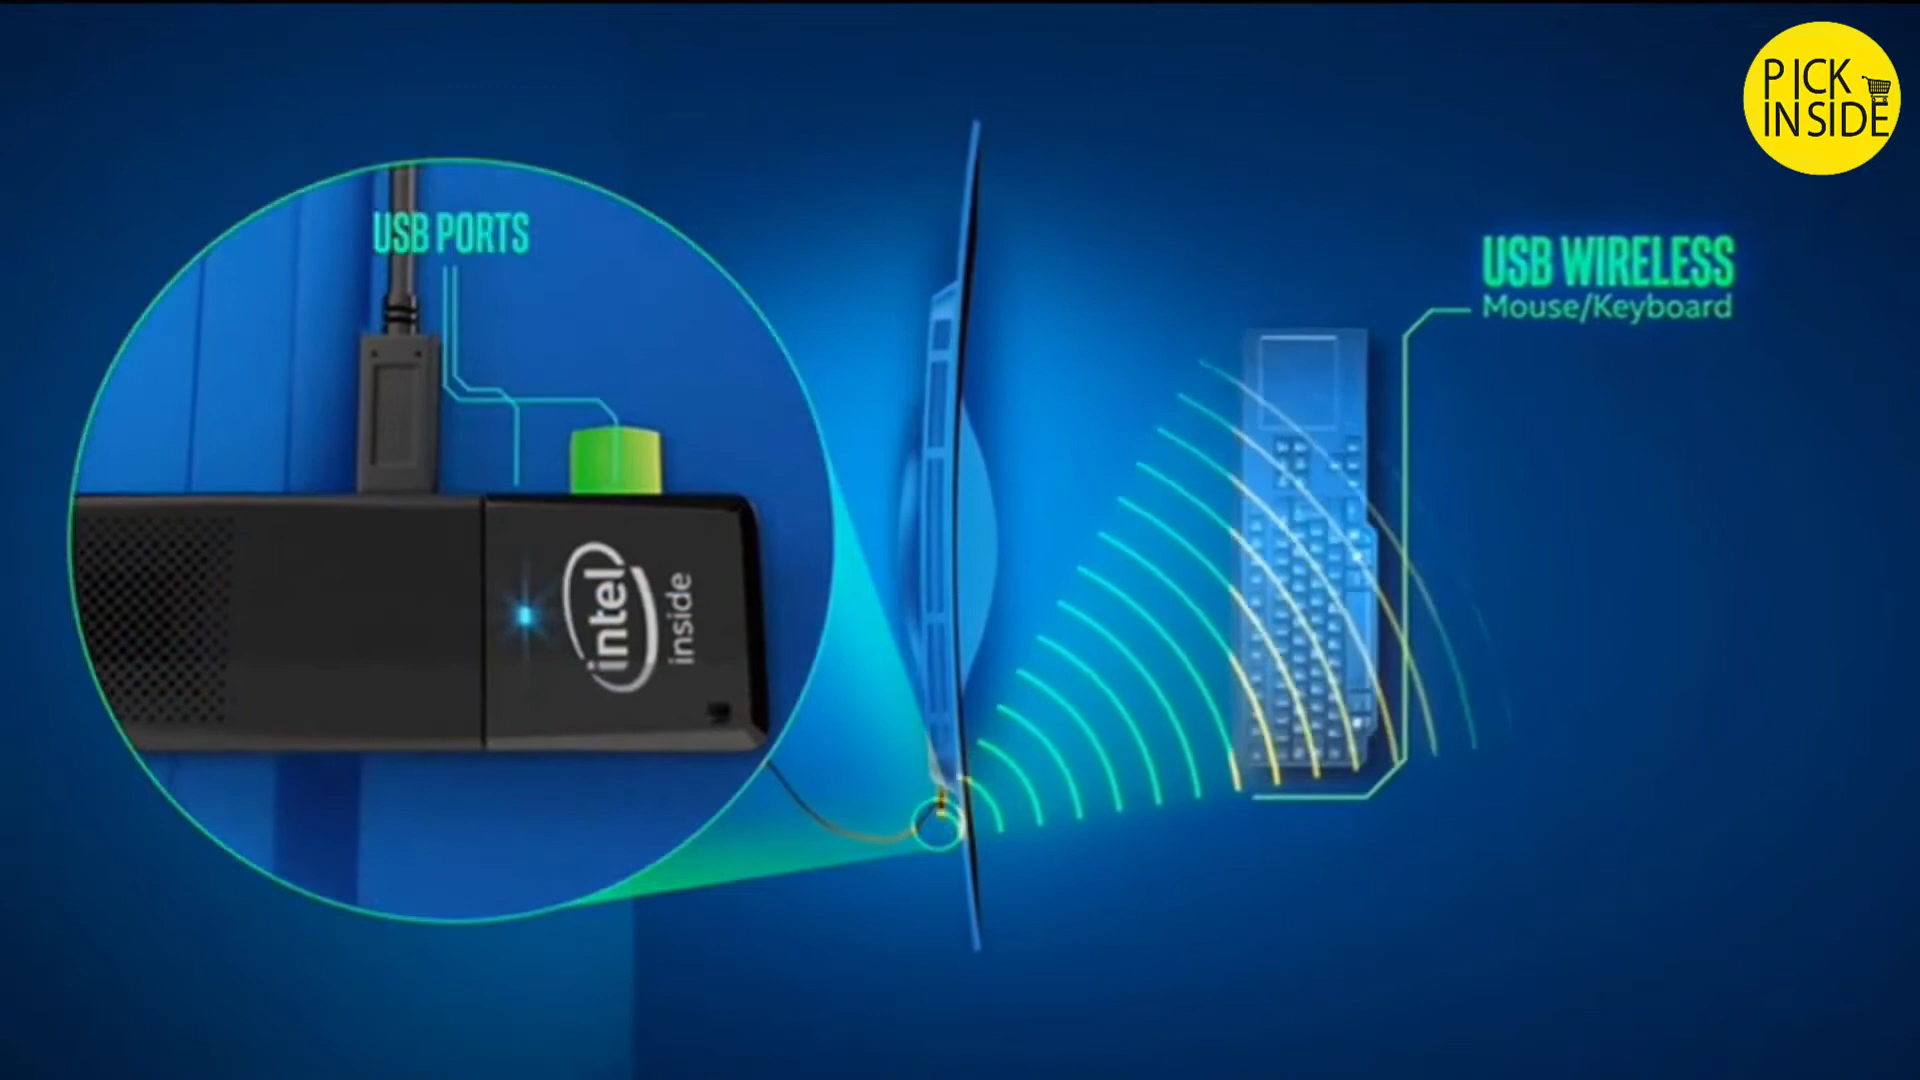 PICK
INSIDE
USB PORTS
USB WIRELESS
Mouse/Keyboard
intel
inside